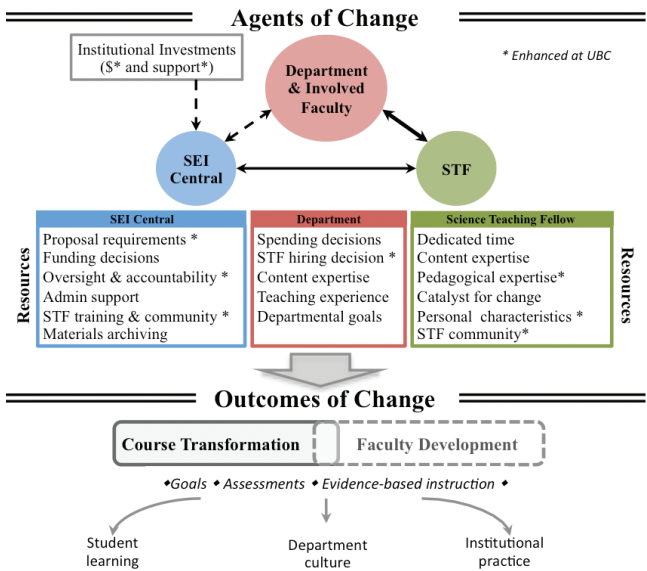 Agents of Change
Institutional Investments
($* and support*)
* Enhanced at UBC
Department
& Involved
Faculty
SEI
Central
STF
Resources
SEI Central
Proposal requirements *
Funding decisions
Oversight & accountability *
Admin support
STF training & community *
Materials archiving
Department
Spending decisions
STF hiring decision *
Content expertise
Teaching experience
Departmental goals
Science Teaching Fellow
Dedicated time
Content expertise
Pedagogical expertise*
Catalyst for change
Personal characteristics *
STF community*
Resources
Outcomes of Change
Course Transformation
Faculty Development
◆Goals ◆ Assessments ◆ Evidence-based instruction ◆
Student
learning
Department
culture
Institutional
practice